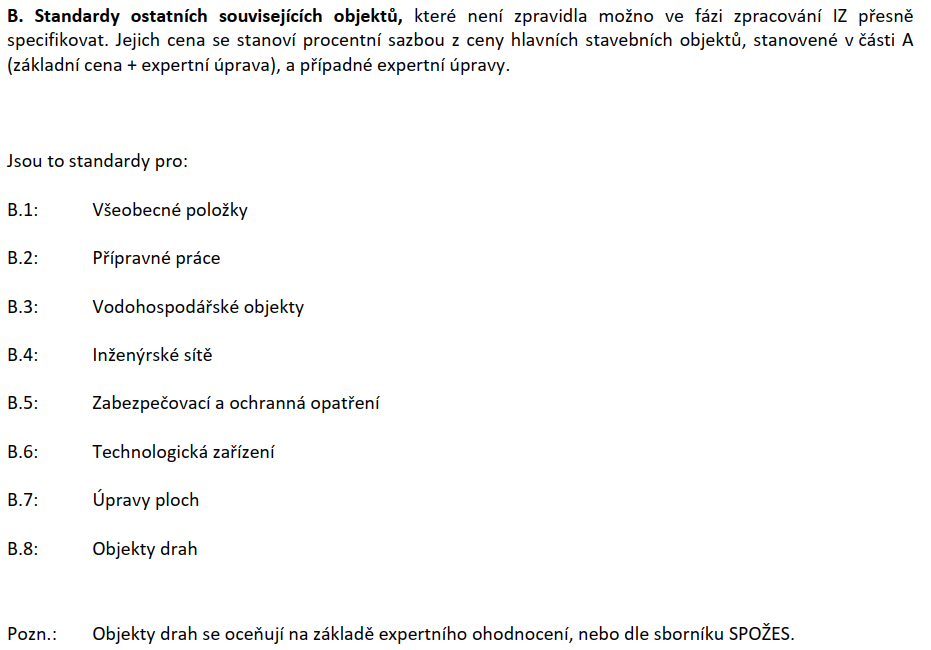 B. Standardy ostatních souvisejících objektů, které není zpravidla možno ve fázi zpracování IZ přesně
specifikovat. Jejich cena se stanoví procentní sazbou z ceny hlavních stavebních objektů, stanovené v části A
(základní cena + expertní úprava), a případné expertní úpravy.
Jsou to standardy pro:
B.1: Všeobecné položky
B.2: Přípravné práce
B.3: Vodohospodářské objekty
B.4: Inženýrské sítě
B.5: Zabezpečovací a ochranná opatření
B.6: Technologická zařízení
B.7: Úpravy ploch
B.8: Objekty drah
Pozn.: Objekty drah se oceňují na základě expertního ohodnocení, nebo dle sborníku SPOŽES.